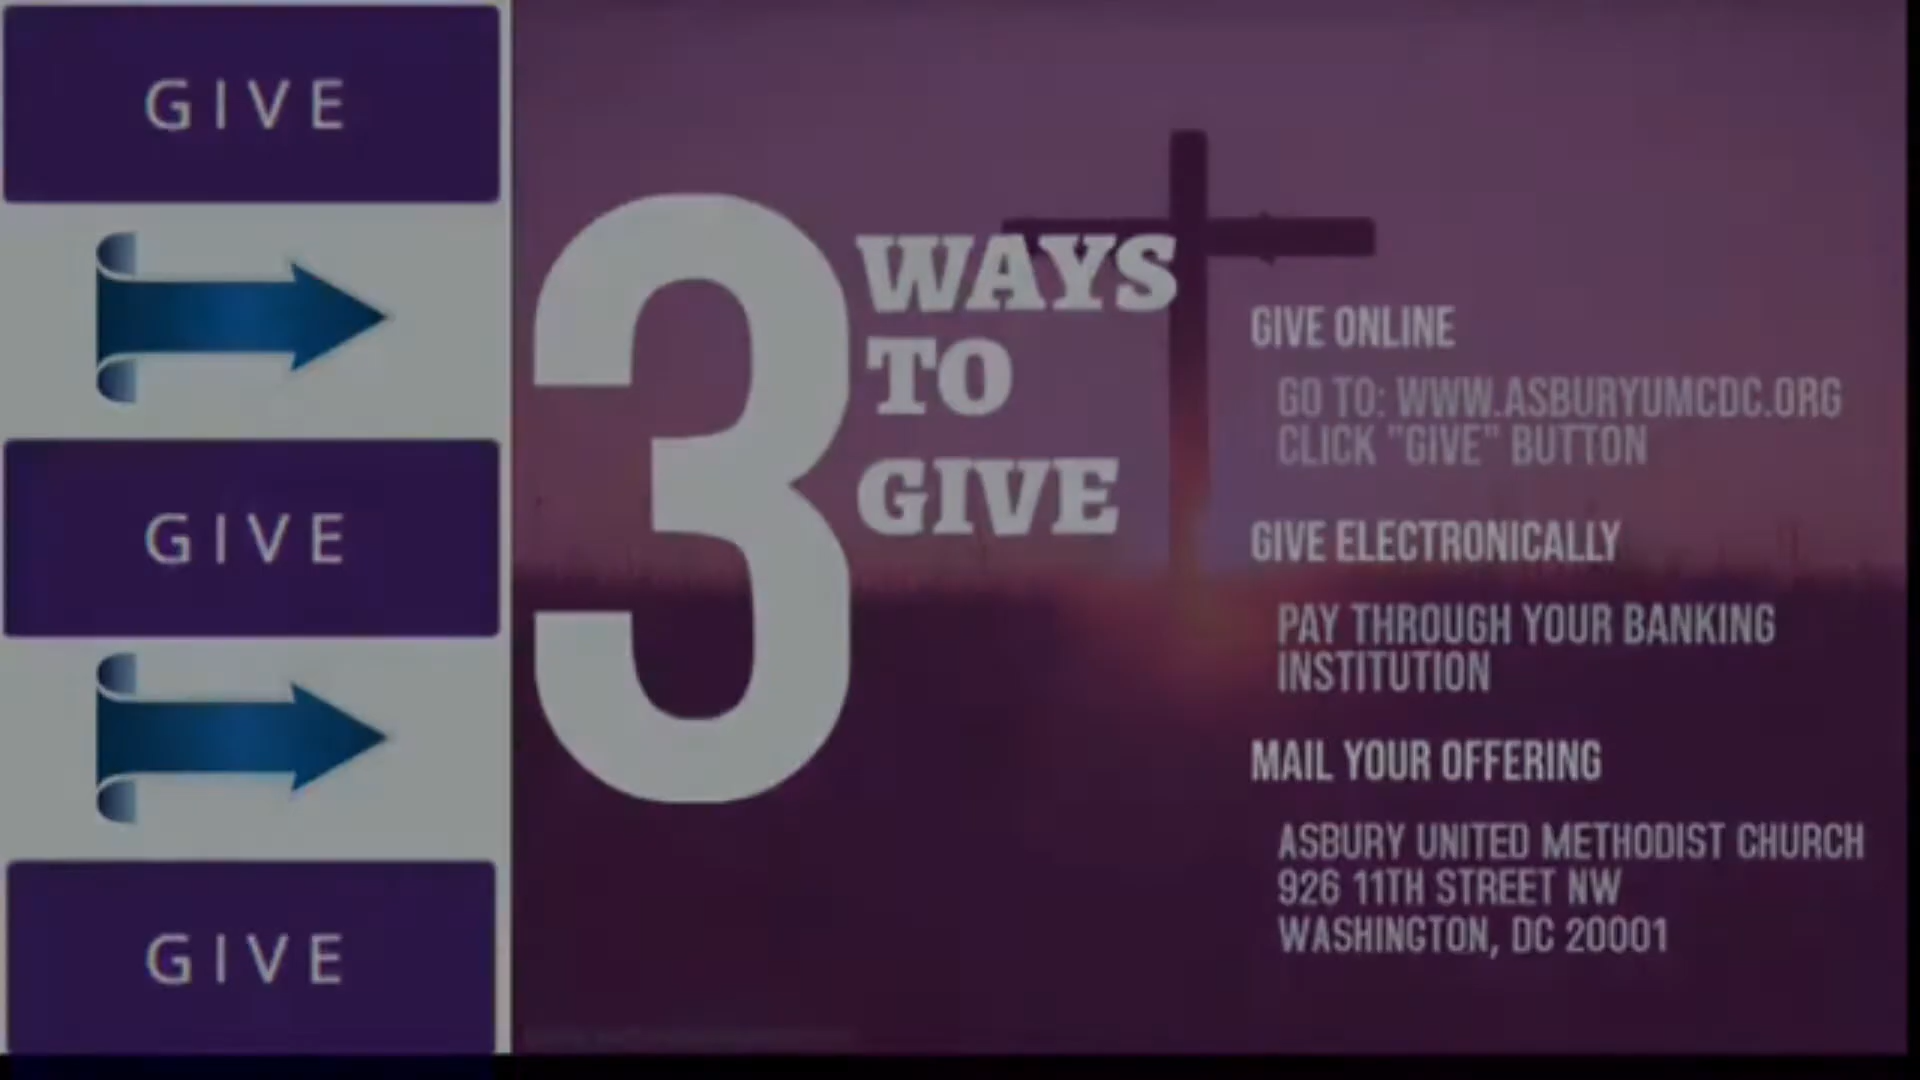 GIVE
GIVE
GIVE
3
WAYS
TO
GIVE
GIVE ONLINE
GO TO: WWW.ASBURYUMCDC.ORG
CLICK "GIVE" BUTTON
GIVE ELECTRONICALLY
PAY THROUGH YOUR BANKING
INSTITUTION
MAIL YOUR OFFERING
ASBURY UNITED METHODIST CHURCH
926 11TH STREET NW
WASHINGTON, DC 20001